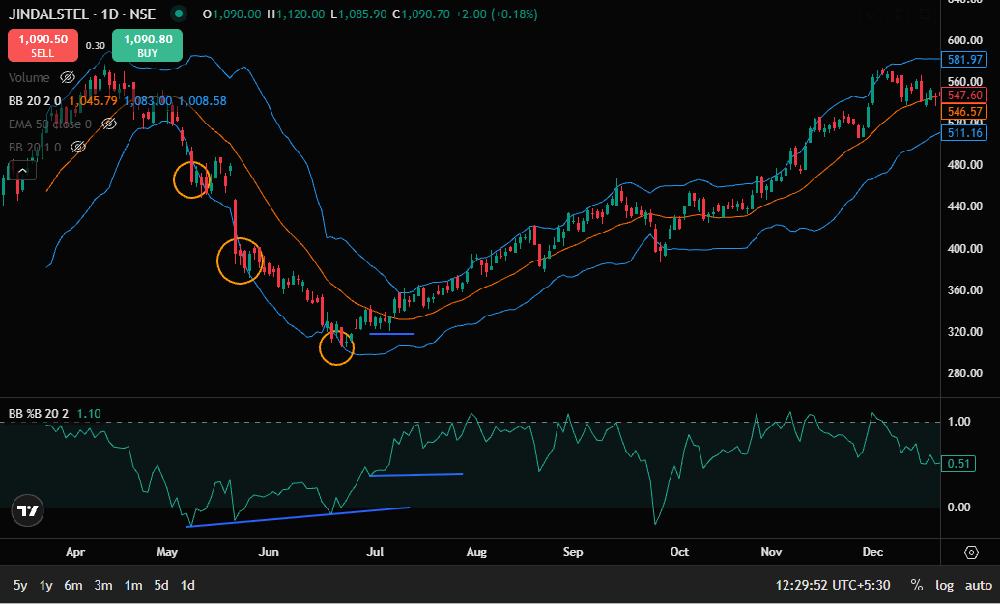 JINDALSTEL · 1D · NSE O1,090.00 H1,120.00 L1,085.90 C1,090.70 +2.00 (+0.18%)
1,090.50 SELL
0.30
1,090.80 BUY
Volume
BB 20 2 0 1,045.79 1,083.00 1,008.58
EMA 50 close 0
BB 20 1 0
600.00
581.97
560.00
547.60
546.57
520.00
511.16
480.00
440.00
400.00
360.00
320.00
280.00
BB %B 20 2 1.10
1.00
0.51
0.00
Apr May Jun Jul Aug Sep Oct Nov Dec
5y 1y 6m 3m 1m 5d 1d 12:29:52 UTC+5:30 % log auto